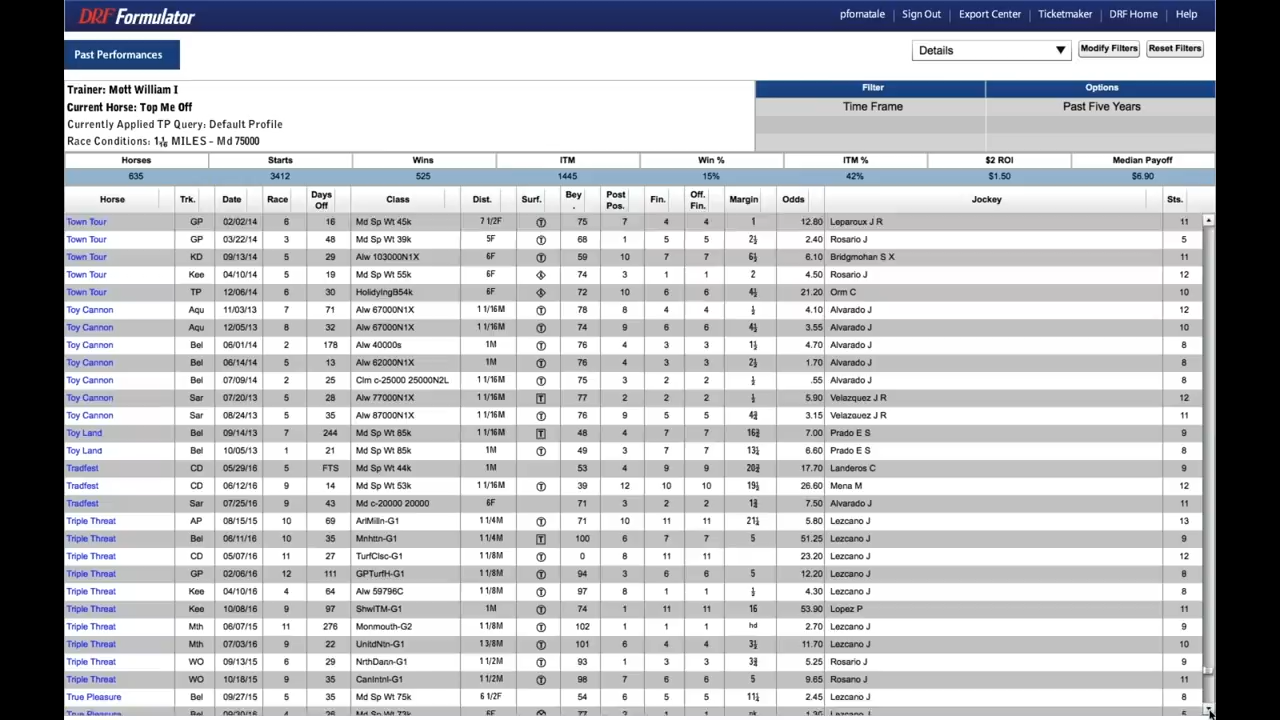 DRF Formulator
pfornatale | Sign Out | Export Center | Ticketmaker | DRF Home | Help
Past Performances
Details ▼ Modify Filters Reset Filters
Trainer: Mott William I
Current Horse: Top Me Off
Currently Applied TP Query: Default Profile
Race Conditions: 1 1/16 MILES - Md 75000
Filter Options
Time Frame Past Five Years
Horses Starts Wins ITM Win % ITM % $2 ROI Median Payoff
635 3412 525 1445 15% 42% $1.50 $6.90
Horse Trk. Date Race Days Off Class Dist. Surf. Bey. Post Pos. Fin. Off. Fin. Margin Odds Jockey Sts.
Town Tour GP 02/02/14 6 16 Md Sp Wt 45k 7 1/2F Ⓣ 75 7 4 4 1 12.80 Leparoux J R 11
Town Tour GP 03/22/14 3 48 Md Sp Wt 39k 5F Ⓣ 68 1 5 5 2½ 2.40 Rosario J 5
Town Tour KD 09/13/14 5 29 Alw 103000N1X 6F Ⓣ 59 10 7 7 6½ 6.10 Bridgmohan S X 11
Town Tour Kee 04/10/14 5 19 Md Sp Wt 55k 6F 74 3 1 1 2 4.50 Rosario J 12
Town Tour TP 12/06/14 6 30 HolidyIngB54k 6F 72 10 6 6 4½ 21.20 Orm C 10
Toy Cannon Aqu 11/03/13 7 71 Alw 67000N1X 1 1/16M Ⓣ 78 8 4 4 ½ 4.10 Alvarado J 12
Toy Cannon Aqu 12/05/13 8 32 Alw 67000N1X 1 1/16M Ⓣ 74 9 6 6 4½ 3.55 Alvarado J 10
Toy Cannon Bel 06/01/14 2 178 Alw 40000s 1M Ⓣ 76 4 3 3 1½ 4.70 Alvarado J 8
Toy Cannon Bel 06/14/14 5 13 Alw 62000N1X 1M Ⓣ 76 4 3 3 2½ 1.70 Alvarado J 8
Toy Cannon Bel 07/09/14 2 25 Clm c-25000 25000N2L 1 1/16M Ⓣ 75 3 2 2 ½ .55 Alvarado J 8
Toy Cannon Sar 07/20/13 5 28 Alw 77000N1X 1 1/16M T 77 2 2 2 ½ 5.90 Velazquez J R 12
Toy Cannon Sar 08/24/13 5 35 Alw 87000N1X 1 1/16M Ⓣ 76 9 5 5 4¾ 3.15 Velazquez J R 11
Toy Land Bel 09/14/13 7 244 Md Sp Wt 85k 1 1/16M T 48 4 7 7 16¾ 7.00 Prado E S 9
Toy Land Bel 10/05/13 1 21 Md Sp Wt 85k 1M Ⓣ 49 3 7 7 13¼ 6.60 Prado E S 8
Tradfest CD 05/29/16 5 FTS Md Sp Wt 44k 1M 53 4 9 9 20¾ 17.70 Landeros C 9
Tradfest CD 06/12/16 9 14 Md Sp Wt 53k 1 1/16M Ⓣ 39 12 10 10 19½ 26.60 Mena M 12
Tradfest Sar 07/25/16 9 43 Md c-20000 20000 6F 71 3 2 2 1¾ 7.50 Alvarado J 11
Triple Threat AP 08/15/15 10 69 ArlMilln-G1 1 1/4M Ⓣ 71 10 11 11 21¼ 5.80 Lezcano J 13
Triple Threat Bel 06/11/16 10 35 Mnhttn-G1 1 1/4M T 100 6 7 7 5 51.25 Lezcano J 9
Triple Threat CD 05/07/16 11 27 TurfClsc-G1 1 1/8M Ⓣ 0 8 11 11 23.20 Lezcano J 12
Triple Threat GP 02/06/16 12 111 GPTurfH-G1 1 1/8M Ⓣ 94 3 6 6 5 12.20 Lezcano J 8
Triple Threat Kee 04/10/16 4 64 Alw 59796C 1 1/8M Ⓣ 97 8 1 1 ½ 4.30 Lezcano J 8
Triple Threat Kee 10/08/16 9 97 ShwlTM-G1 1M Ⓣ 74 1 11 11 16 53.90 Lopez P 11
Triple Threat Mth 06/07/15 11 276 Monmouth-G2 1 1/8M Ⓣ 102 1 1 1 hd 2.70 Lezcano J 9
Triple Threat Mth 07/03/16 9 22 UnitdNtn-G1 1 3/8M Ⓣ 101 6 4 4 3½ 11.70 Lezcano J 10
Triple Threat WO 09/13/15 6 29 NrthDancr-G1 1 1/2M Ⓣ 93 1 3 3 3¾ 5.25 Rosario J 9
Triple Threat WO 10/18/15 9 35 CanIntnl-G1 1 1/2M Ⓣ 98 7 6 6 5 9.65 Rosario J 11
True Pleasure Bel 09/27/15 5 35 Md Sp Wt 75k 6 1/2F 54 6 5 5 11¼ 2.45 Lezcano J 8
True Pleasure Bel 4 26 Md Sp Wt 6F 77 1 1 nk 1.30 Lezcano J 5